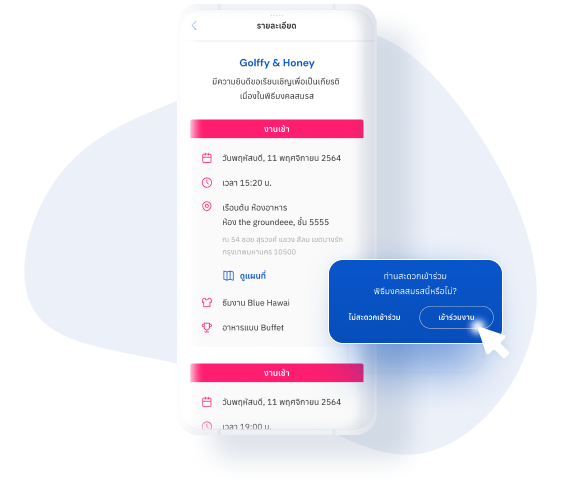 รายละเอียด
Golffy & Honey
มีความยินดีขอเรียนเชิญเพื่อเป็นเกียรติ
เนื่องในพิธีมงคลสมรส
งานเช้า
วันพฤหัสบดี, 11 พฤศจิกายน 2564
เวลา 15:20 น.
เรือนต้น ห้องอาหาร
ห้อง the groundeee, ชั้น 5555
ณ 54 ซอย สุรวงศ์ แขวง สีลม เขตบางรัก
กรุงเทพมหานคร 10500
ดูแผนที่
ธีมงาน Blue Hawai
อาหารแบบ Buffet
ท่านสะดวกเข้าร่วม
พิธีมงคลสมรสนี้หรือไม่?
ไม่สะดวกเข้าร่วม
เข้าร่วมงาน
งานเช้า
วันพฤหัสบดี, 11 พฤศจิกายน 2564
เวลา 19:00 น.